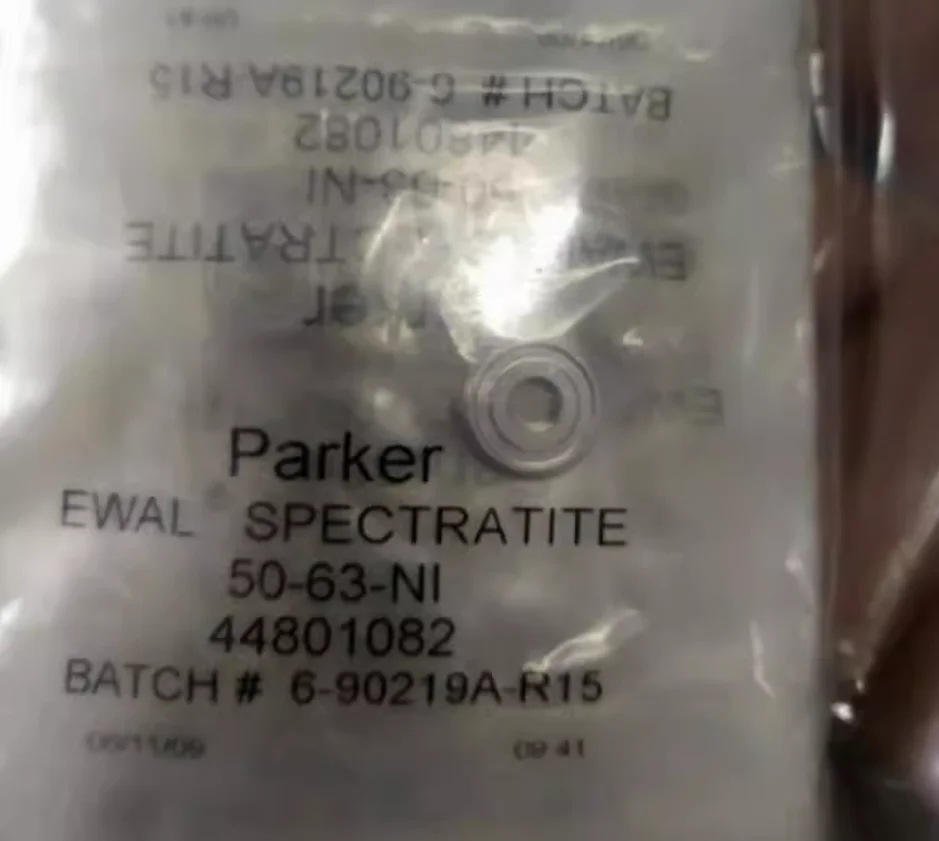 Parker
EWAL SPECTRATITE
50-63-NI
44801082
BATCH # 6-90219A-R15
09 41